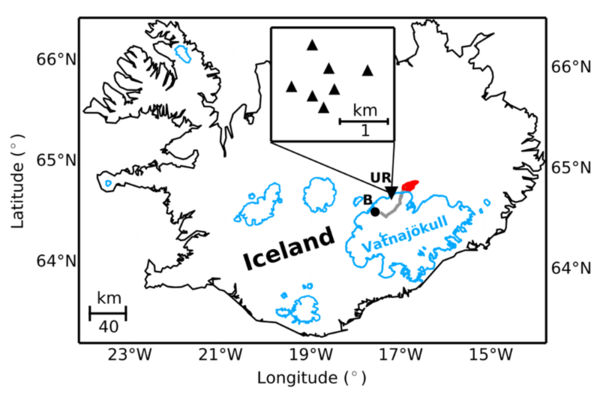 66°N
66°N
km
1
65°N
65°N
UR
B
Vatnajökull
Iceland
64°N
64°N
km
40
23°W
21°W
19°W
17°W
15°W
Longitude (°)
Latitude (°)